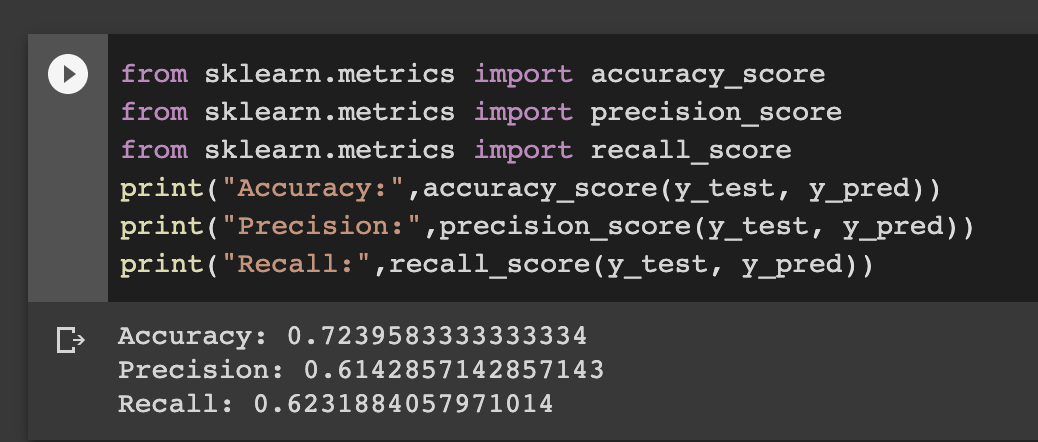 from sklearn.metrics import accuracy_score
from sklearn.metrics import precision_score
from sklearn.metrics import recall_score
print("Accuracy:",accuracy_score(y_test, y_pred))
print("Precision:",precision_score(y_test, y_pred))
print("Recall:",recall_score(y_test, y_pred))
Accuracy: 0.7239583333333334
Precision: 0.6142857142857143
Recall: 0.6231884057971014